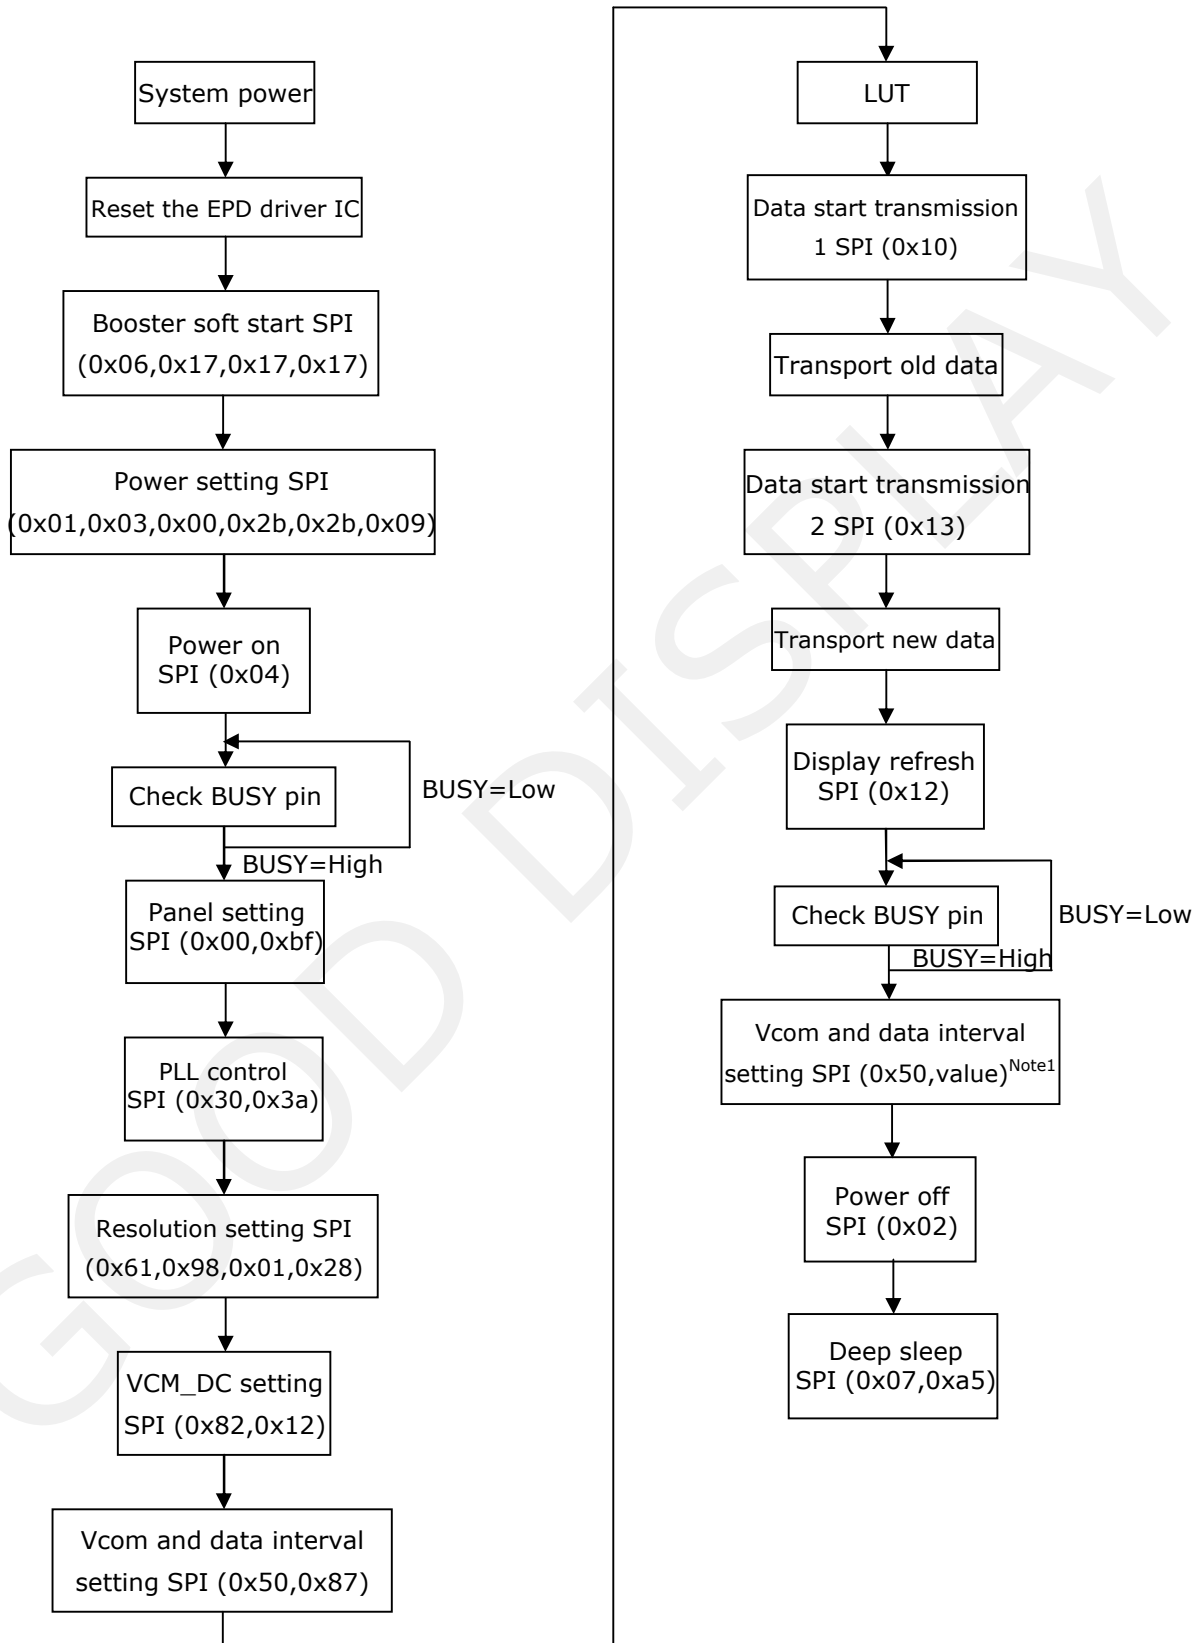 System power
Reset the EPD driver IC
Booster soft start SPI
(0x06,0x17,0x17,0x17)
Power setting SPI
(0x01,0x03,0x00,0x2b,0x2b,0x09)
Power on
SPI (0x04)
Check BUSY pin
BUSY=Low
BUSY=High
Panel setting
SPI (0x00,0xbf)
PLL control
SPI (0x30,0x3a)
Resolution setting SPI
(0x61,0x98,0x01,0x28)
VCM_DC setting
SPI (0x82,0x12)
Vcom and data interval
setting SPI (0x50,0x87)
LUT
Data start transmission
1 SPI (0x10)
Transport old data
Data start transmission
2 SPI (0x13)
Transport new data
Display refresh
SPI (0x12)
Check BUSY pin
BUSY=Low
BUSY=High
Vcom and data interval
setting SPI (0x50,value)Note1
Power off
SPI (0x02)
Deep sleep
SPI (0x07,0xa5)
GOOD DISPLAY